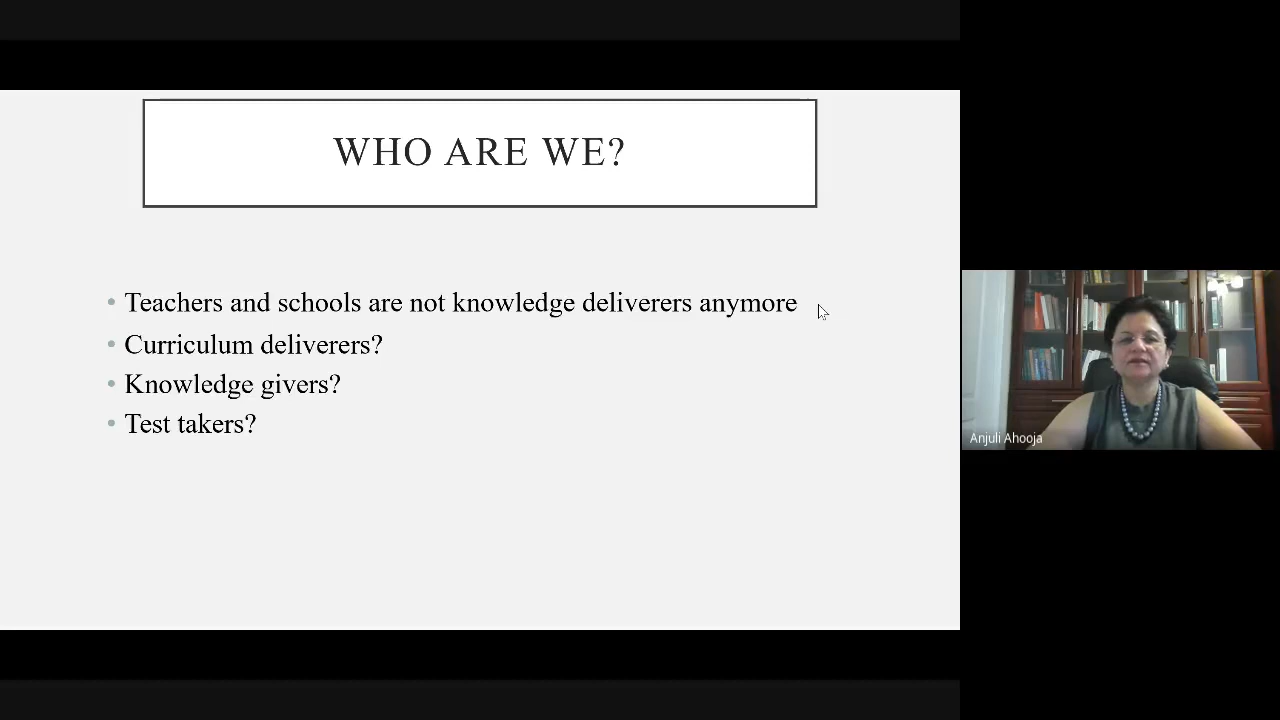 WHO ARE WE?
• Teachers and schools are not knowledge deliverers anymore
• Curriculum deliverers?
• Knowledge givers?
• Test takers?
Anjuli Ahooja